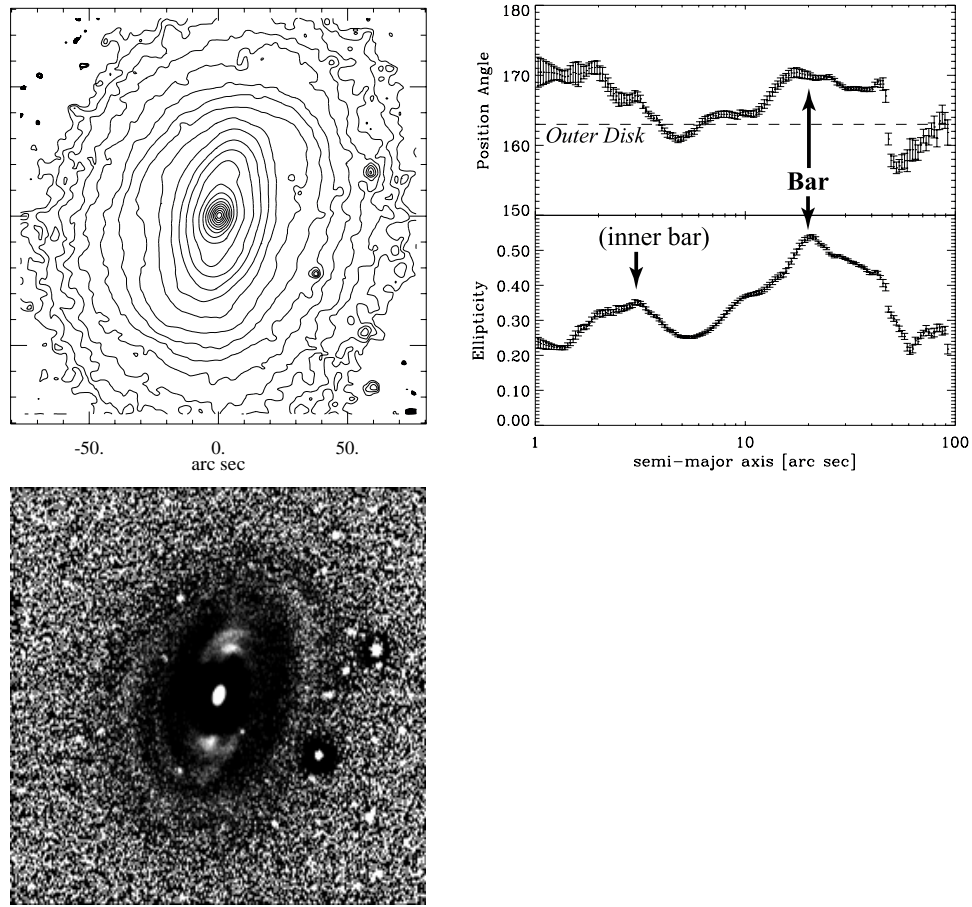 -50.
0.
50.
arc sec
180
170
160
150
Position Angle
Outer Disk
Bar
(inner bar)
0.50
0.40
0.30
0.20
0.10
0.00
Ellipticity
1
10
100
semi-major axis [arc sec]